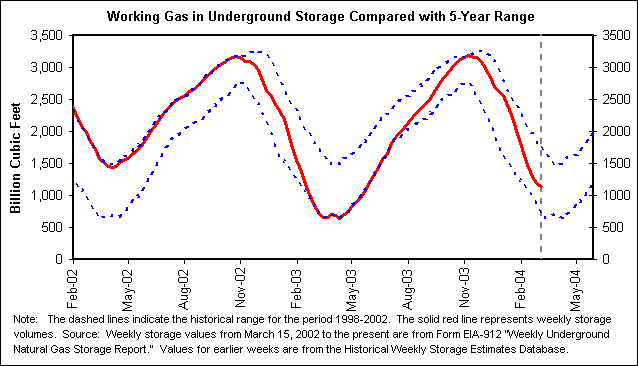 Working Gas in Underground Storage Compared with 5-Year Range
Billion Cubic Feet
3,500
3,000
2,500
2,000
1,500
1,000
500
0
3500
3000
2500
2000
1500
1000
500
0
Feb-02
May-02
Aug-02
Nov-02
Feb-03
May-03
Aug-03
Nov-03
Feb-04
May-04
Note: The dashed lines indicate the historical range for the period 1998-2002. The solid red line represents weekly storage
volumes. Source: Weekly storage values from March 15, 2002 to the present are from Form EIA-912 "Weekly Underground
Natural Gas Storage Report." Values for earlier weeks are from the Historical Weekly Storage Estimates Database.